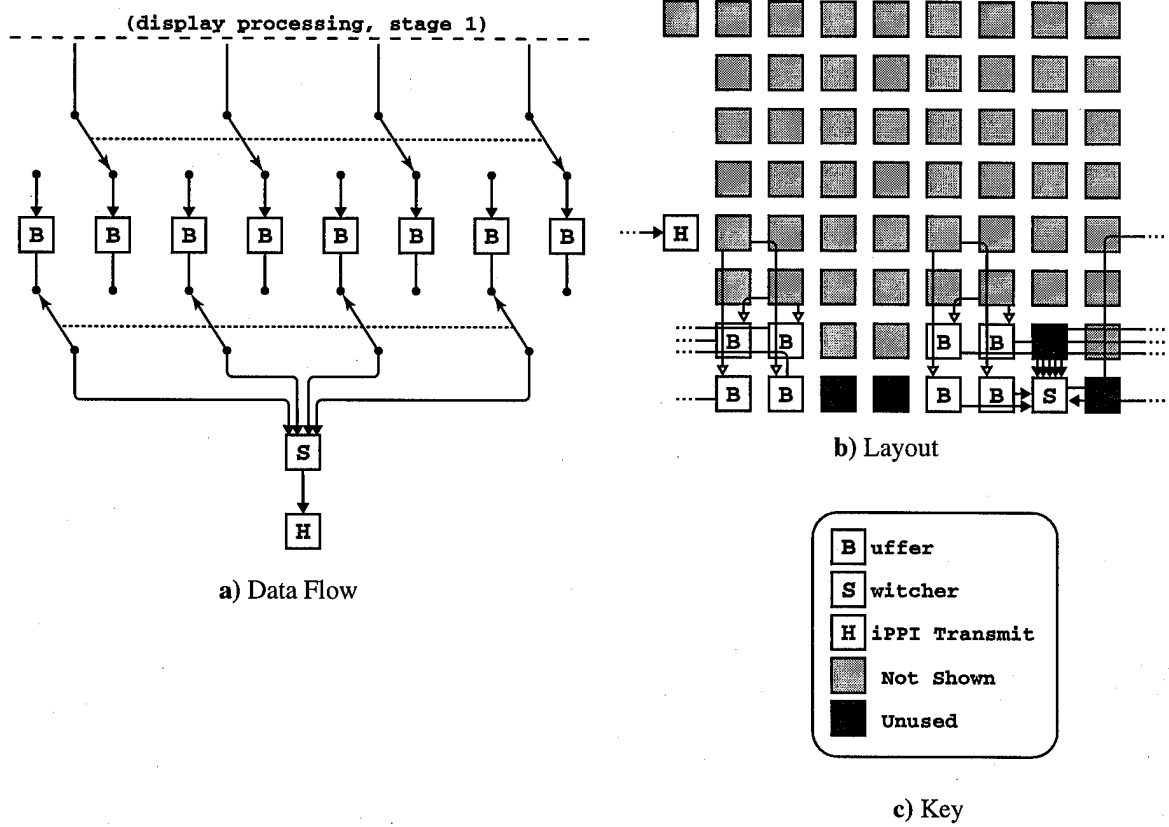 (display processing, stage 1)
B B B B B B B B
S
H
a) Data Flow
H
B B B B
B B B B S
b) Layout
B uffer
S witcher
H iPPI Transmit
Not Shown
Unused
c) Key